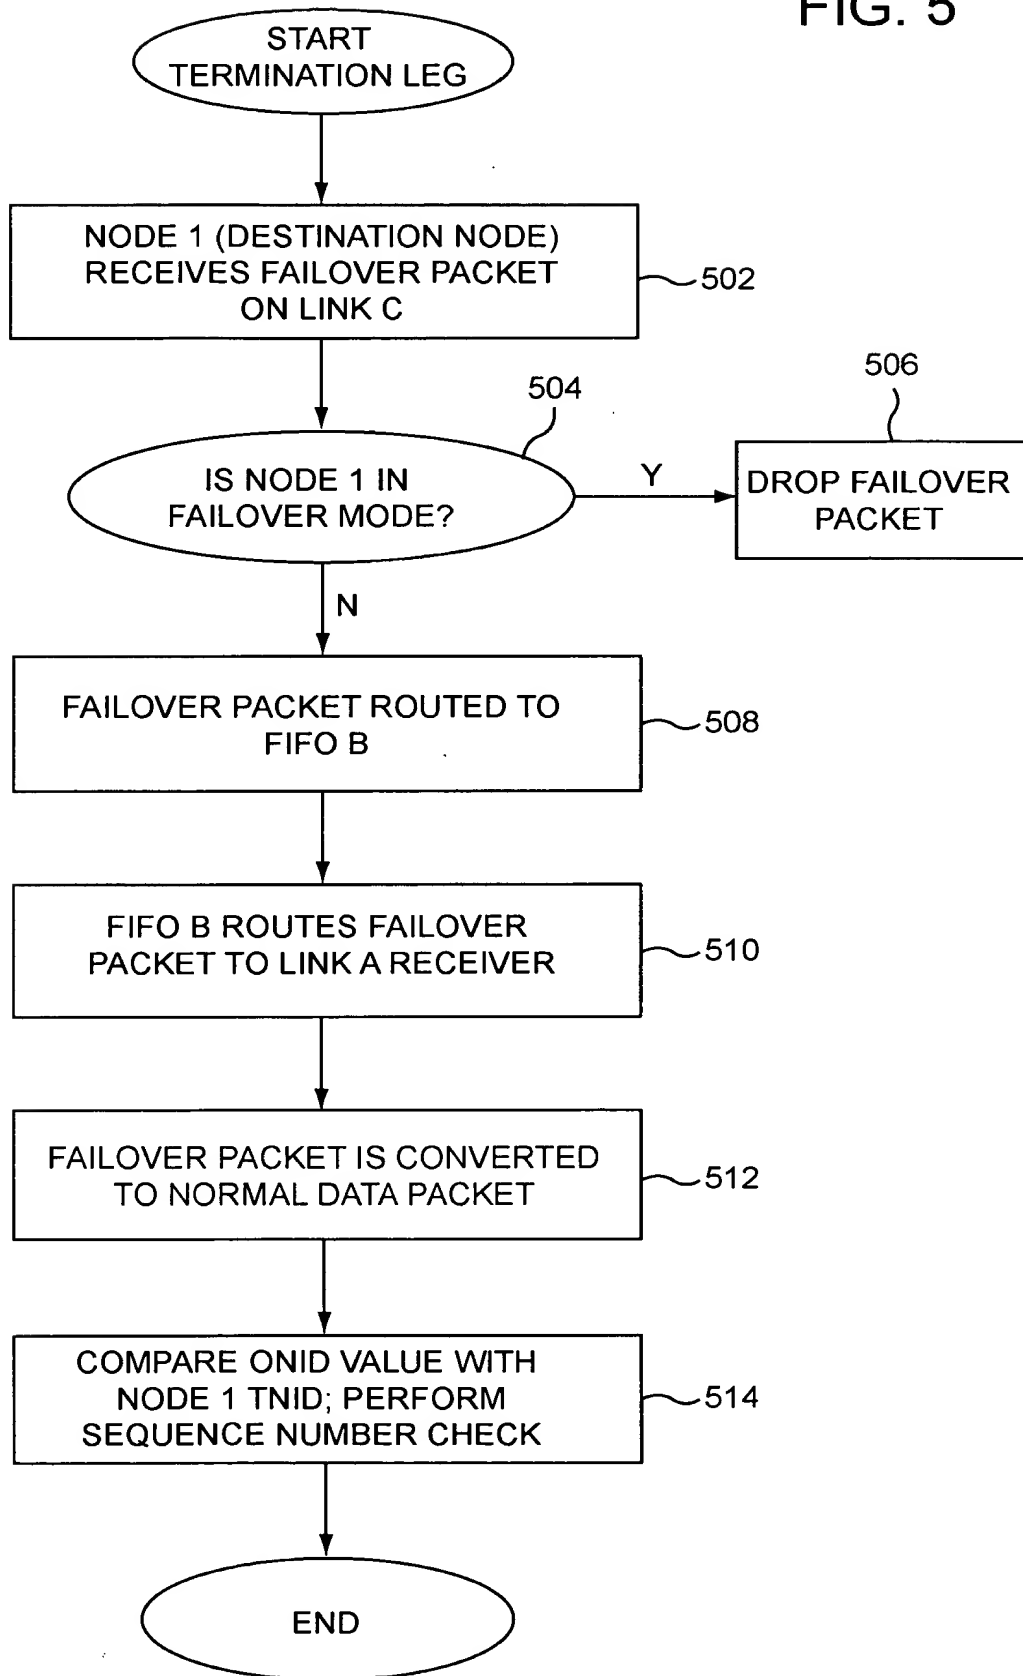 FIG. 5
START
TERMINATION LEG
NODE 1 (DESTINATION NODE)
RECEIVES FAILOVER PACKET
ON LINK C
502
504
506
IS NODE 1 IN
FAILOVER MODE?
Y
DROP FAILOVER
PACKET
N
FAILOVER PACKET ROUTED TO
FIFO B
508
FIFO B ROUTES FAILOVER
PACKET TO LINK A RECEIVER
510
FAILOVER PACKET IS CONVERTED
TO NORMAL DATA PACKET
512
COMPARE ONID VALUE WITH
NODE 1 TNID; PERFORM
SEQUENCE NUMBER CHECK
514
END